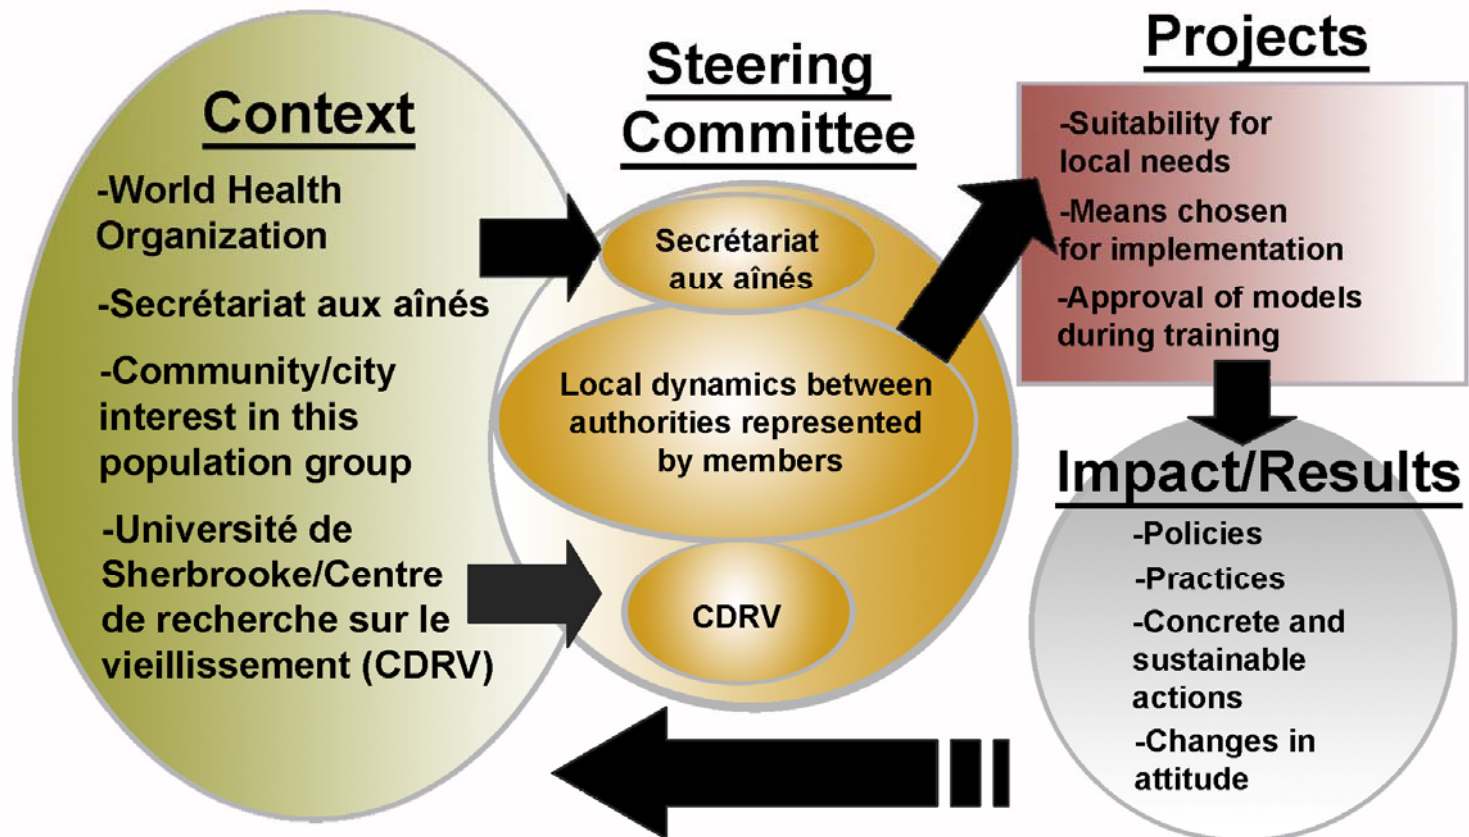 Context
-World Health
Organization
-Secrétariat aux aînés
-Community/city
interest in this
population group
-Université de
Sherbrooke/Centre
de recherche sur le
vieillissement (CDRV)
Steering
Committee
Secrétariat
aux aînés
Local dynamics between
authorities represented
by members
CDRV
Projects
-Suitability for
local needs
-Means chosen
for implementation
-Approval of models
during training
Impact/Results
-Policies
-Practices
-Concrete and
sustainable
actions
-Changes in
attitude